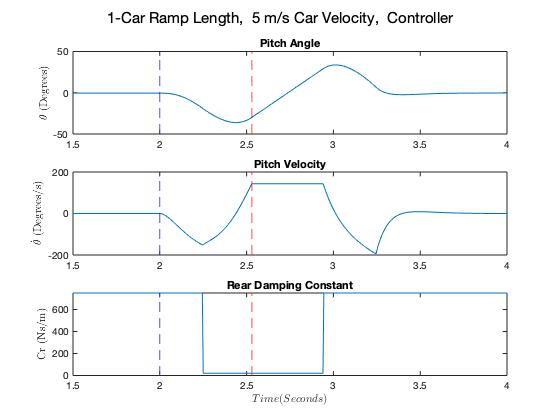 1-Car Ramp Length,  5 m/s Car Velocity,  Controller
Pitch Angle
50
0
-50
θ (Degrees)
1.5 2 2.5 3 3.5 4
Pitch Velocity
200
0
-200
θ̇ (Degrees/s)
1.5 2 2.5 3 3.5 4
Rear Damping Constant
600
400
200
0
Cr (Ns/m)
1.5 2 2.5 3 3.5 4
Time(Seconds)